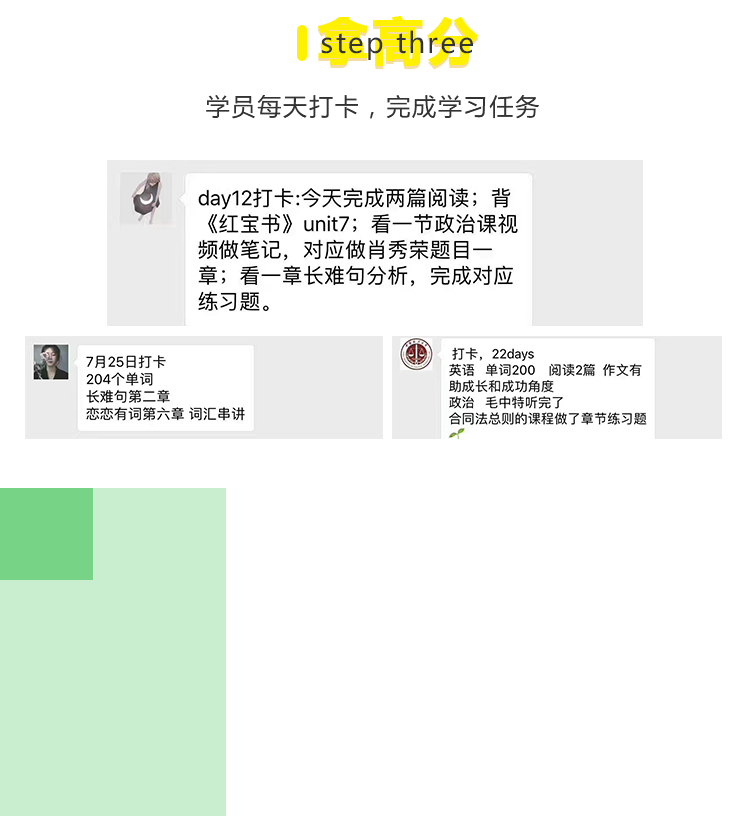 拿高分
step three
学员每天打卡，完成学习任务
day12打卡:今天完成两篇阅读；背
《红宝书》unit7；看一节政治课视
频做笔记，对应做肖秀荣题目一
章；看一章长难句分析，完成对应
练习题。
7月25日打卡
204个单词
长难句第二章
恋恋有词第六章 词汇串讲
打卡，22days
英语 单词200 阅读2篇 作文有
助成长和成功角度
政治 毛中特听完了
合同法总则的课程做了章节练习题